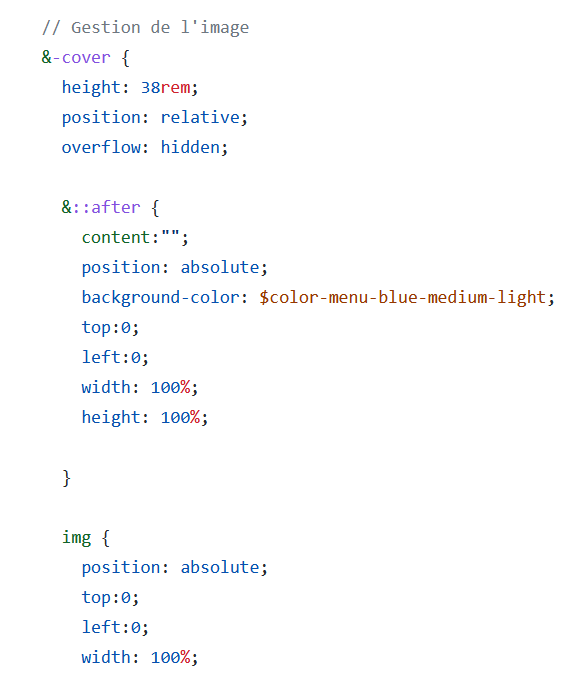 // Gestion de l'image
&-cover {
height: 38rem;
position: relative;
overflow: hidden;
&::after {
content:"";
position: absolute;
background-color: $color-menu-blue-medium-light;
top:0;
left:0;
width: 100%;
height: 100%;
}
img {
position: absolute;
top:0;
left:0;
width: 100%;